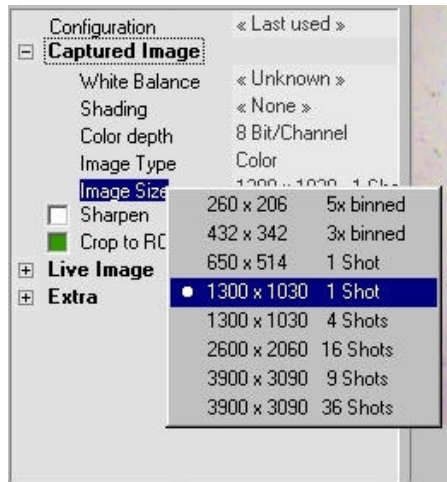 Configuration « Last used »
Captured Image
White Balance « Unknown »
Shading « None »
Color depth 8 Bit/Channel
Image Type Color
Image Size 1300 x 1030
Sharpen
Crop to
Live Image
Extra
260 x 206 5x binned
432 x 342 3x binned
650 x 514 1 Shot
1300 x 1030 1 Shot
1300 x 1030 4 Shots
2600 x 2060 16 Shots
3900 x 3090 9 Shots
3900 x 3090 36 Shots